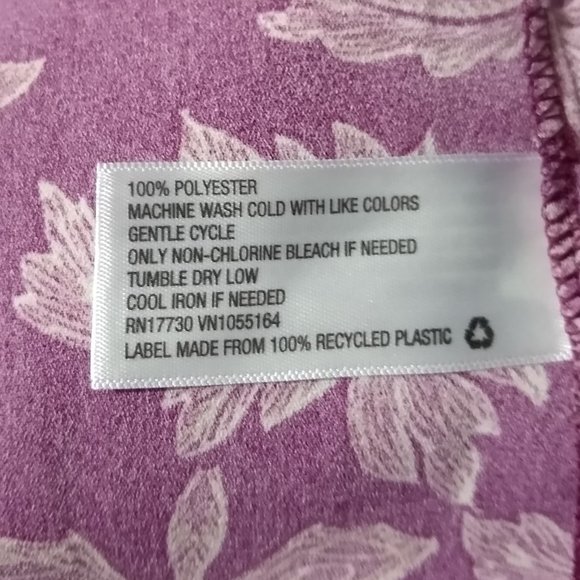 100% POLYESTER
MACHINE WASH COLD WITH LIKE COLORS
GENTLE CYCLE
ONLY NON-CHLORINE BLEACH IF NEEDED
TUMBLE DRY LOW
COOL IRON IF NEEDED
RN17730 VN1055164
LABEL MADE FROM 100% RECYCLED PLASTIC